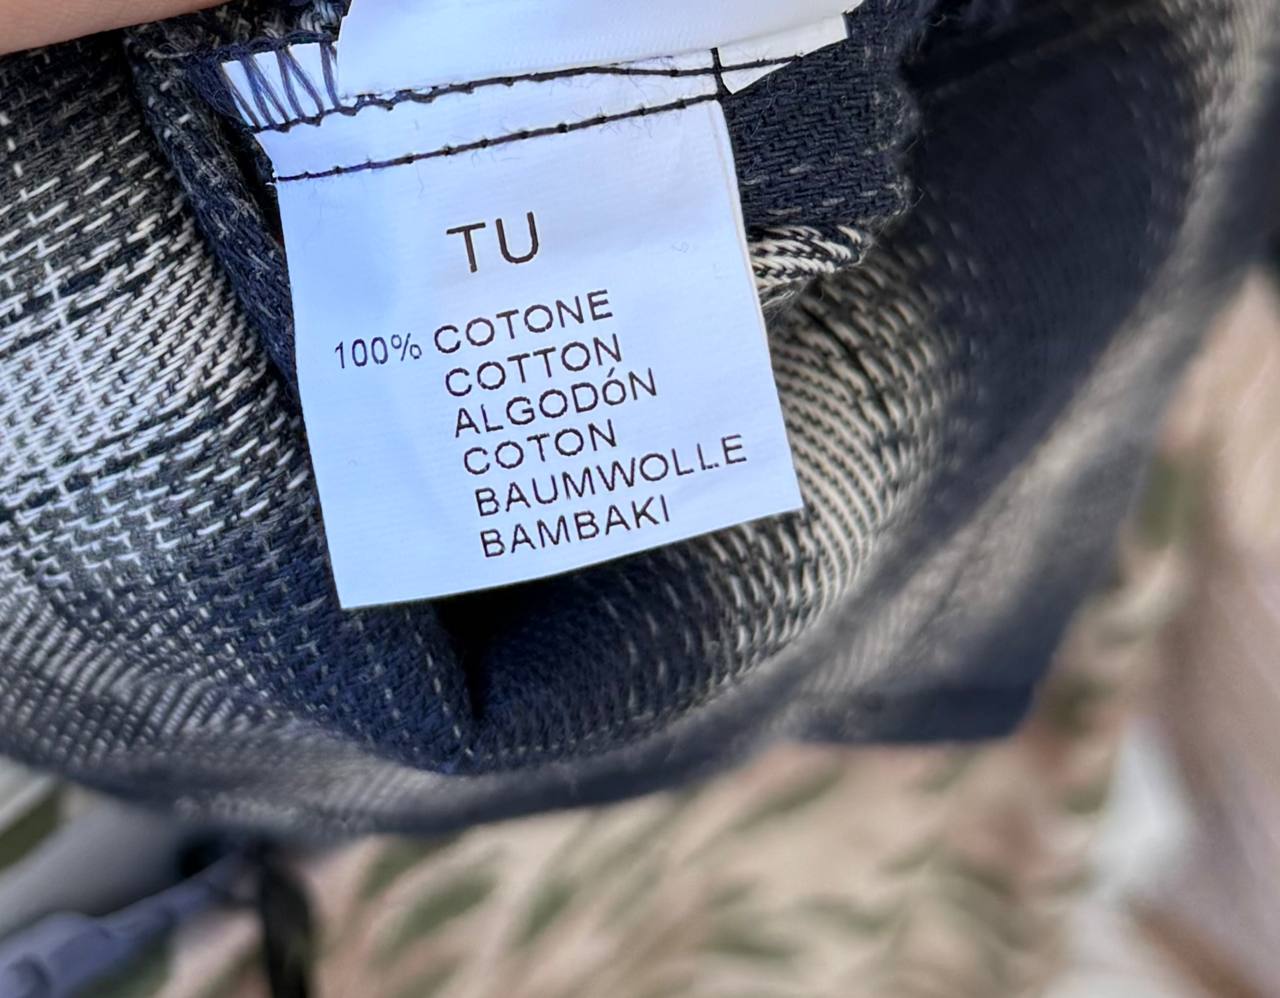 TU
100% COTONE
COTTON
ALGODÓN
COTON
BAUMWOLLE
BAMBAKI